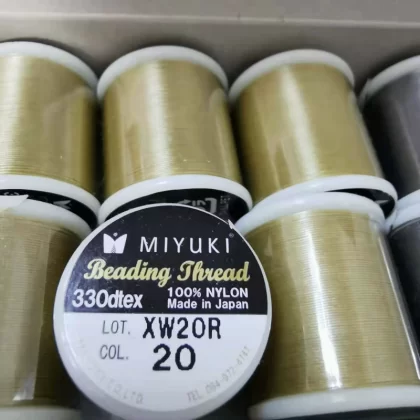 MIYUKI
Beading Thread
330dtex
100% NYLON
Made in Japan
LOT. XW20R
COL. 20